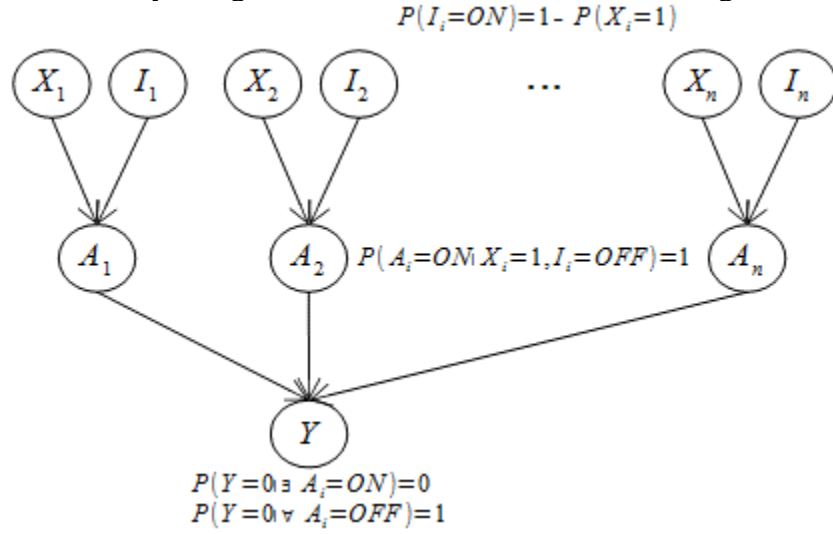 P(I_i=ON)=1- P(X_i=1)
X_1 I_1 X_2 I_2 ... X_n I_n
A_1 A_2 P(A_i=ON| X_i=1,I_i=OFF)=1 A_n
Y
P(Y=0|∃ A_i=ON)=0
P(Y=0|∀ A_i=OFF)=1